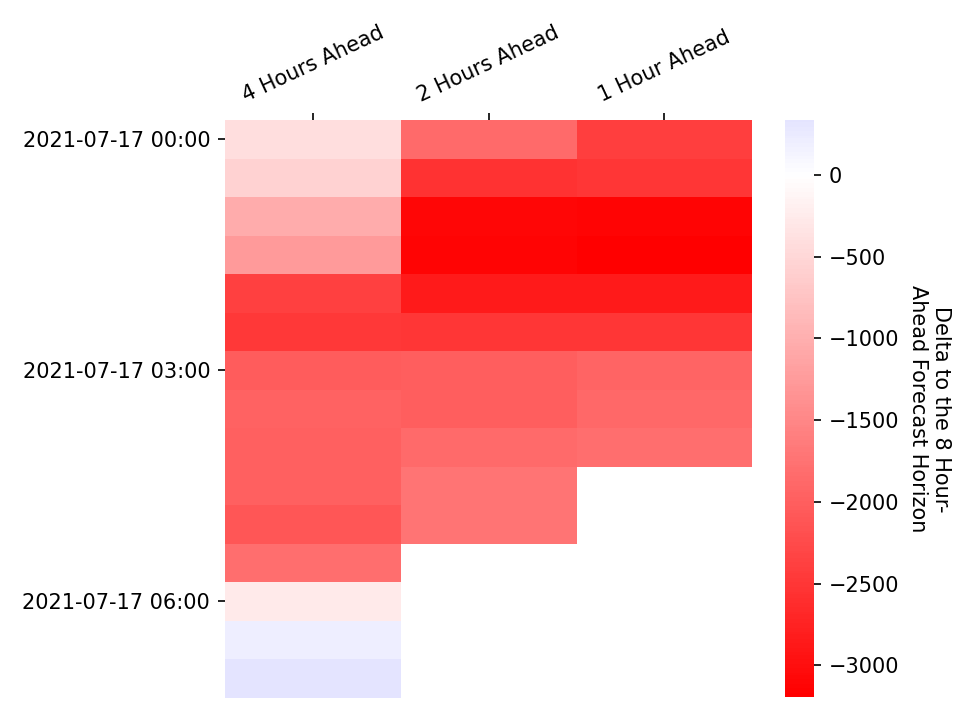 4 Hours Ahead
2 Hours Ahead
1 Hour Ahead
2021-07-17 00:00
2021-07-17 03:00
2021-07-17 06:00
0
−500
−1000
−1500
−2000
−2500
−3000
Delta to the 8 Hour-
Ahead Forecast Horizon